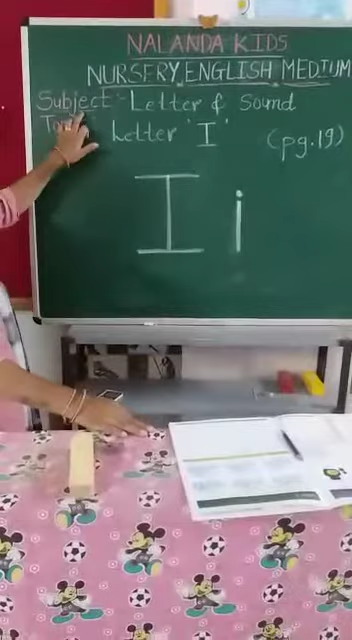 NALANDA KIDS
NURSERY, ENGLISH MEDIUM
Subject - Letter & Sound
Letter 'I' (pg.19)
I i